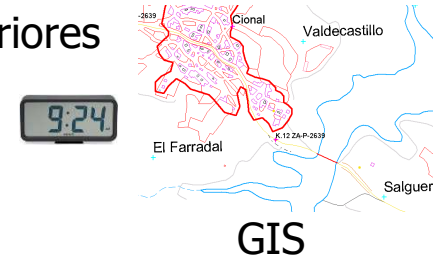 riores
9:24
-2639
Cional
Valdecastillo
K.12 ZA-P-2639
El Farradal
Salguer
GIS